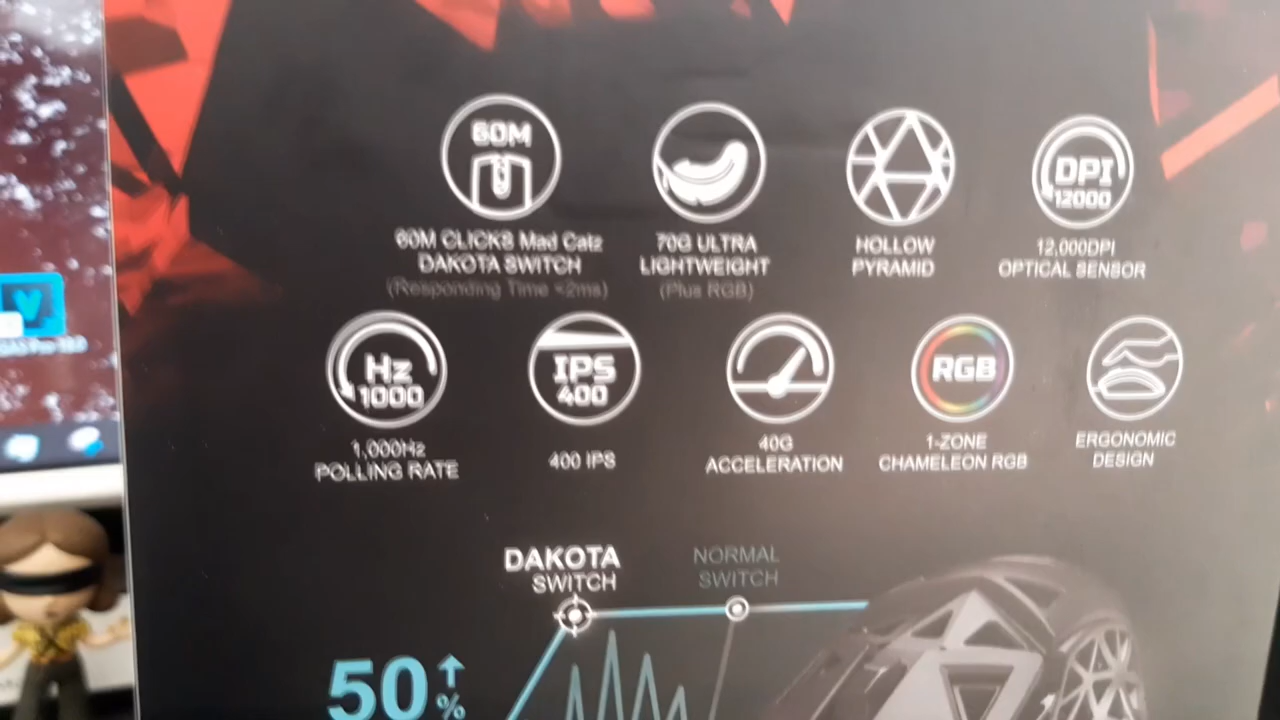 60M
DPI
12000
60M CLICKS Mad Catz
DAKOTA SWITCH
(Responding Time <2ms)
70G ULTRA
LIGHTWEIGHT
(Plus RGB)
HOLLOW
PYRAMID
12,000DPI
OPTICAL SENSOR
Hz
1000
IPS
400
RGB
1,000Hz
POLLING RATE
400 IPS
40G
ACCELERATION
1-ZONE
CHAMELEON RGB
ERGONOMIC
DESIGN
DAKOTA
SWITCH
NORMAL
SWITCH
50%
V